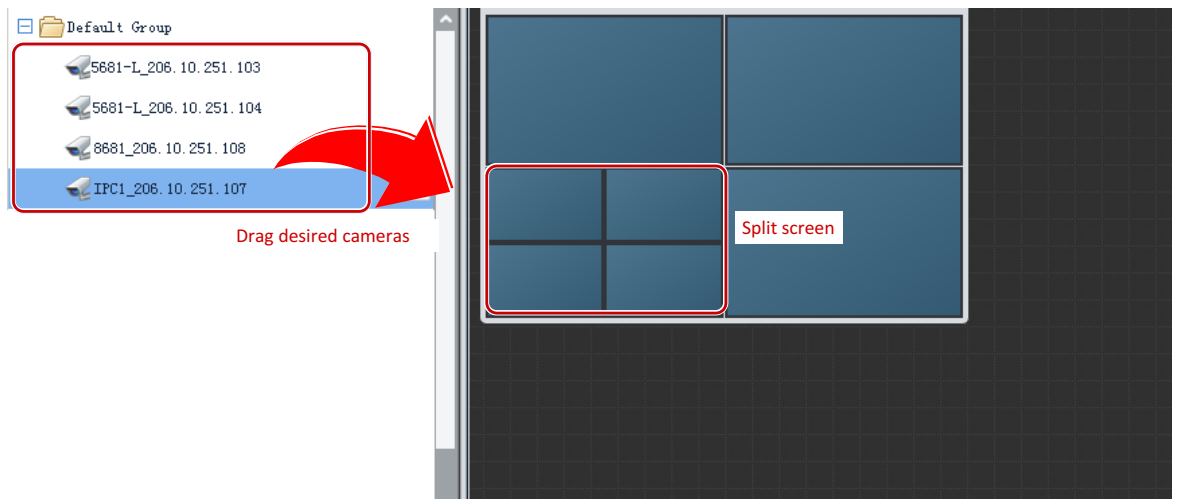 Default Group
5681-L_206.10.251.103
5681-L_206.10.251.104
8681_206.10.251.108
IPC1_206.10.251.107
Drag desired cameras
Split screen